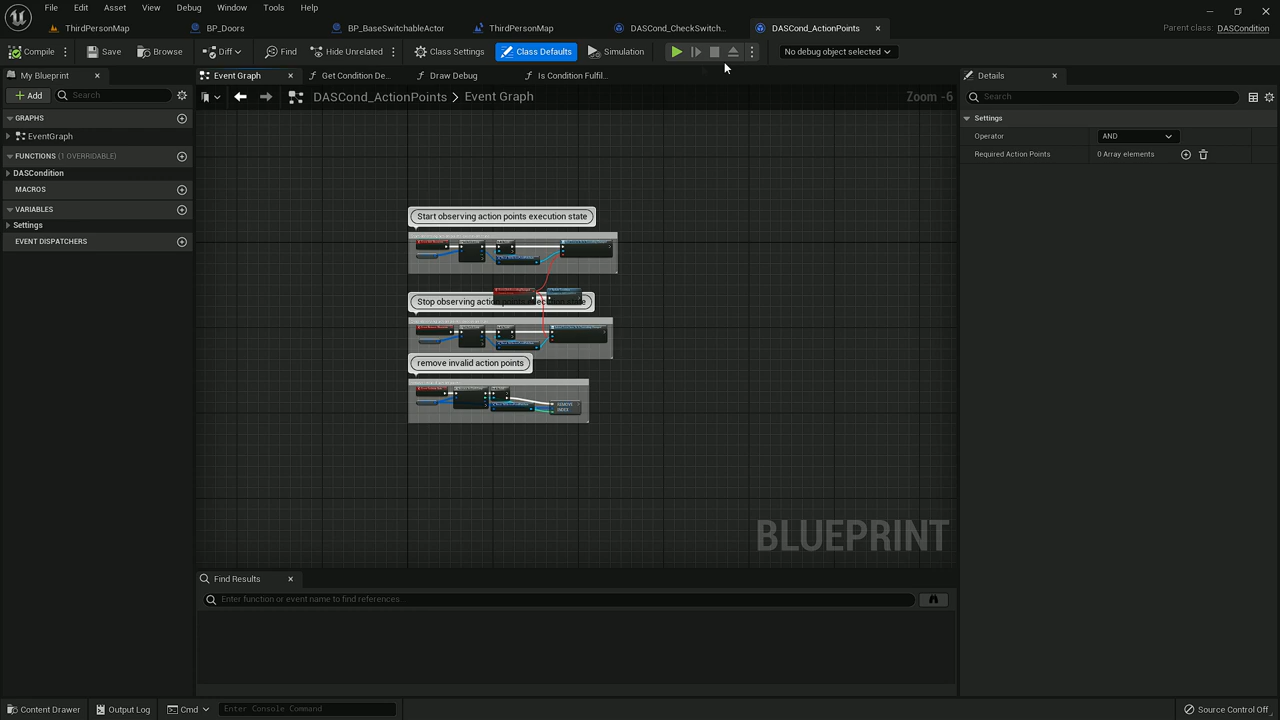 File Edit Asset View Debug Window Tools Help
ThirdPersonMap BP_Doors BP_BaseSwitchableActor ThirdPersonMap DASCond_CheckSwitch... DASCond_ActionPoints
Parent class: DASCondition
Compile Save Browse Diff Find Hide Unrelated Class Settings Class Defaults Simulation No debug object selected
My Blueprint Event Graph Get Condition De... Draw Debug Is Condition Fulfil... Details
Add Search
DASCond_ActionPoints > Event Graph Zoom -6
Search
GRAPHS
EventGraph
FUNCTIONS (1 OVERRIDABLE)
DASCondition
MACROS
VARIABLES
Settings
EVENT DISPATCHERS
Settings
Operator AND
Required Action Points 0 Array elements
Start observing action points execution state
Stop observing action points execution state
remove invalid action points
REMOVE
INDEX
BLUEPRINT
Find Results
Enter function or event name to find references...
Content Drawer Output Log Cmd Enter Console Command Source Control Off